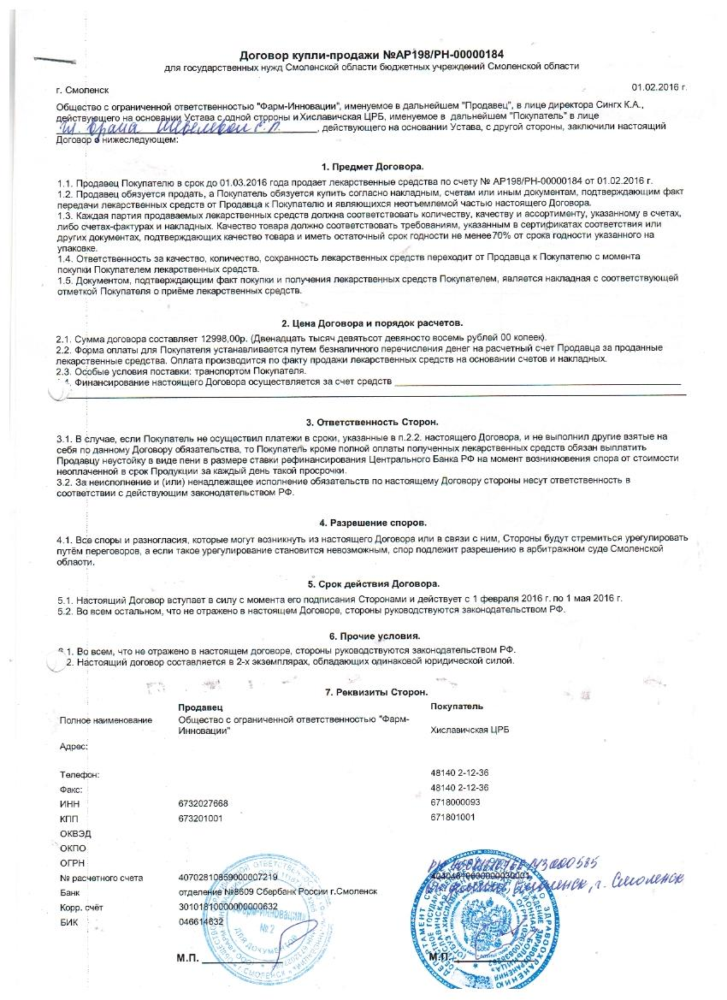 Договор купли-продажи №АР198/РН-00000184
для государственных нужд Смоленской области бюджетных учреждений Смоленской области
г. Смоленск 01.02.2016 г.
Общество с ограниченной ответственностью "Фарм-Инновации", именуемое в дальнейшем "Продавец", в лице директора Сингх К.А.,
действующего на основании Устава с одной стороны и Хиславичская ЦРБ, именуемое в дальнейшем "Покупатель" в лице
гл. врача, действующего на основании Устава, с другой стороны, заключили настоящий
Договор о нижеследующем:
1. Предмет Договора.
1.1. Продавец Покупателю в срок до 01.03.2016 года продает лекарственные средства по счету № АР198/РН-00000184 от 01.02.2016 г.
1.2. Продавец обязуется продать, а Покупатель обязуется купить согласно накладным, счетам или иным документам, подтверждающим факт
передачи лекарственных средств от Продавца к Покупателю и являющихся неотъемлемой частью настоящего Договора.
1.3. Каждая партия продаваемых лекарственных средств должна соответствовать количеству, качеству и ассортименту, указанному в счетах,
либо счетах-фактурах и накладных. Качество товара должно соответствовать требованиям, указанным в сертификатах соответствия или
других документах, подтверждающих качество товара и иметь остаточный срок годности не менее 70% от срока годности указанного на
упаковке.
1.4. Ответственность за качество, количество, сохранность лекарственных средств переходит от Продавца к Покупателю с момента
покупки Покупателем лекарственных средств.
1.5. Документом, подтверждающим факт покупки и получения лекарственных средств Покупателем, является накладная с соответствующей
отметкой Покупателя о приёме лекарственных средств.
2. Цена Договора и порядок расчетов.
2.1. Сумма договора составляет 12998,00р. (Двенадцать тысяч девятьсот девяносто восемь рублей 00 копеек).
2.2. Форма оплаты для Покупателя устанавливается путем безналичного перечисления денег на расчетный счет Продавца за проданные
лекарственные средства. Оплата производится по факту продажи лекарственных средств на основании счетов и накладных.
2.3. Особые условия поставки: транспортом Покупателя.
4. Финансирование настоящего Договора осуществляется за счет средств
3. Ответственность Сторон.
3.1. В случае, если Покупатель не осуществил платежи в сроки, указанные в п.2.2. настоящего Договора, и не выполнил другие взятые на
себя по данному Договору обязательства, то Покупатель кроме полной оплаты полученных лекарственных средств обязан выплатить
Продавцу неустойку в виде пени в размере ставки рефинансирования Центрального Банка РФ на момент возникновения спора от стоимости
неоплаченной в срок Продукции за каждый день такой просрочки.
3.2. За неисполнение и (или) ненадлежащее исполнение обязательств по настоящему Договору стороны несут ответственность в
соответствии с действующим законодательством РФ.
4. Разрешение споров.
4.1. Все споры и разногласия, которые могут возникнуть из настоящего Договора или в связи с ним, Стороны будут стремиться урегулировать
путём переговоров, а если такое урегулирование становится невозможным, спор подлежит разрешению в арбитражном суде Смоленской
области.
5. Срок действия Договора.
5.1. Настоящий Договор вступает в силу с момента его подписания Сторонами и действует с 1 февраля 2016 г. по 1 мая 2016 г.
5.2. Во всем остальном, что не отражено в настоящем Договоре, стороны руководствуются законодательством РФ.
6. Прочие условия.
6.1. Во всем, что не отражено в настоящем договоре, стороны руководствуются законодательством РФ.
2. Настоящий договор составляется в 2-х экземплярах, обладающих одинаковой юридической силой.
7. Реквизиты Сторон.
Продавец Покупатель
Полное наименование Общество с ограниченной ответственностью "Фарм-
Инновации" Хиславичская ЦРБ
Адрес:
Телефон: 48140 2-12-36
Факс: 48140 2-12-36
ИНН 6732027668 6718000093
КПП 673201001 671801001
ОКВЭД
ОКПО
ОГРН
№ расчетного счета 40702810859000007219
Банк отделение №8609 Сбербанк России г.Смоленск Смоленск, г. Смоленск
Корр. счёт 30101810000000000632
БИК 046614632
"Фарм-Инновации"
№ 2
ДЛЯ ДОКУМЕНТОВ
М.П. М.П.